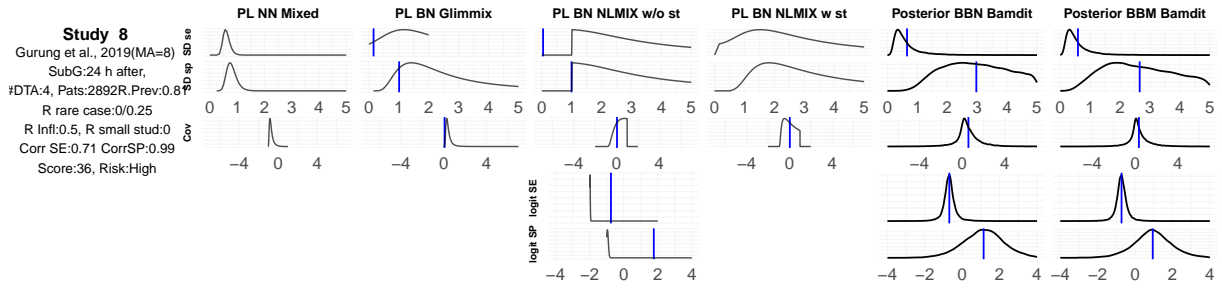 PL NN Mixed PL BN Glimmix PL BN NLMIX w/o st PL BN NLMIX w st Posterior BBN Bamdit Posterior BBM Bamdit
Study 8
Gurung et al., 2019(MA=8)
SubG:24 h after,
#DTA:4, Pats:2892R.Prev:0.81
R rare case:0/0.25
R Infl:0.5, R small stud:0
Corr SE:0.71 CorrSP:0.99
Score:36, Risk:High
SD se
SD sp
0 1 2 3 4 5 0 1 2 3 4 5 0 1 2 3 4 5 0 1 2 3 4 5 0 1 2 3 4 5 0 1 2 3 4 5
Cov
−4 0 4 −4 0 4 −4 0 4 −4 0 4 −4 0 4 −4 0 4
logit SE
logit SP
−4 −2 0 2 4 −4 −2 0 2 4 −4 −2 0 2 4